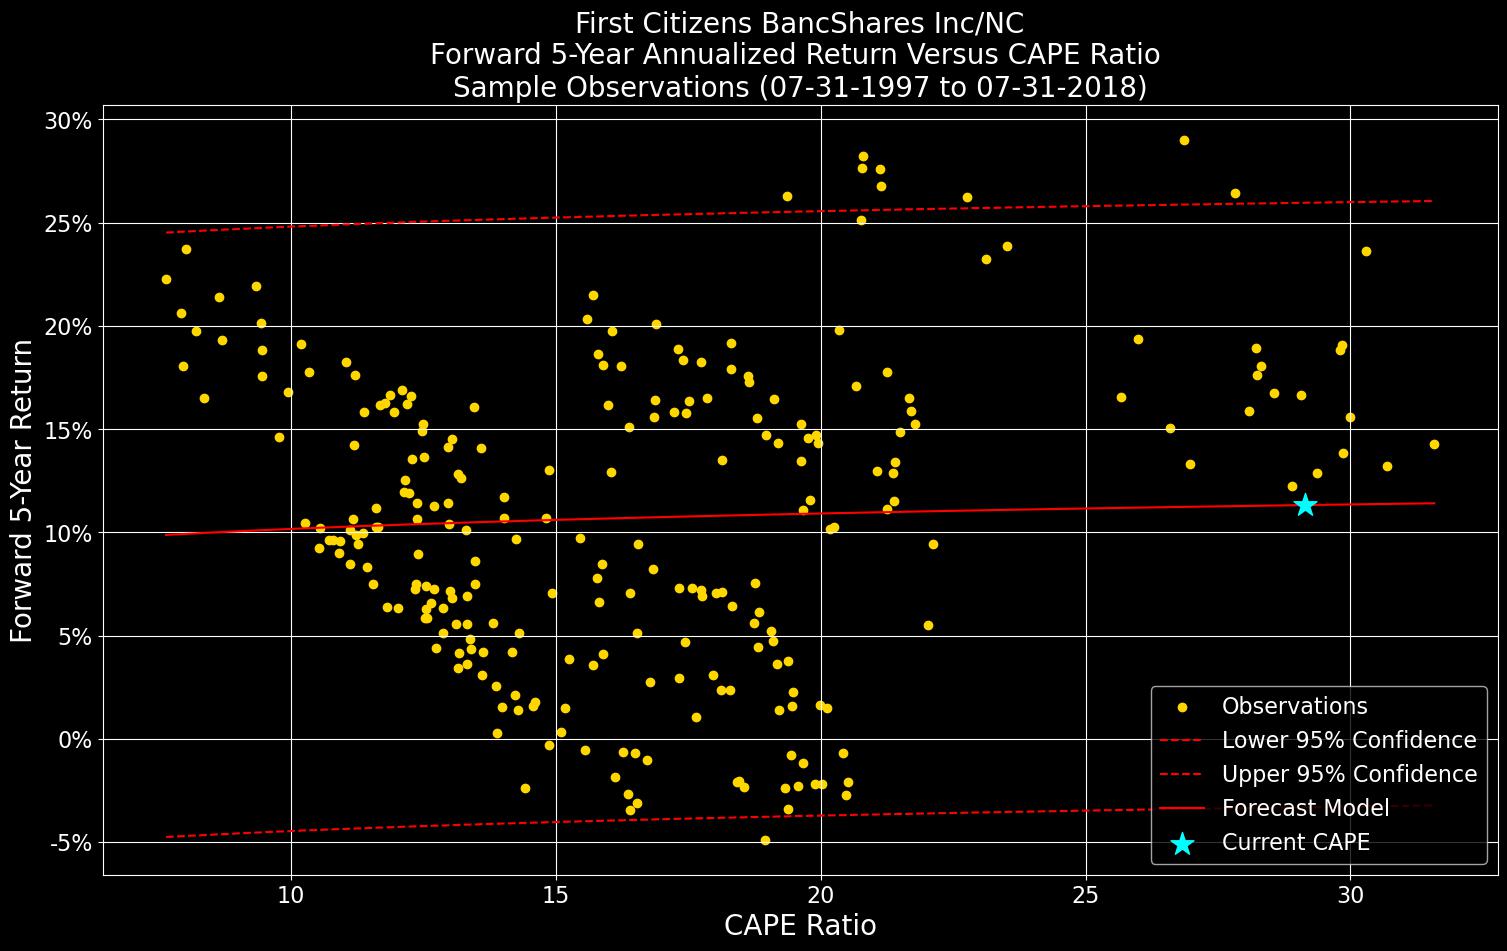 First Citizens BancShares Inc/NC
Forward 5-Year Annualized Return Versus CAPE Ratio
Sample Observations (07-31-1997 to 07-31-2018)
Forward 5-Year Return
30%
25%
20%
15%
10%
5%
0%
-5%
Observations
Lower 95% Confidence
Upper 95% Confidence
Forecast Model
Current CAPE
10 15 20 25 30
CAPE Ratio